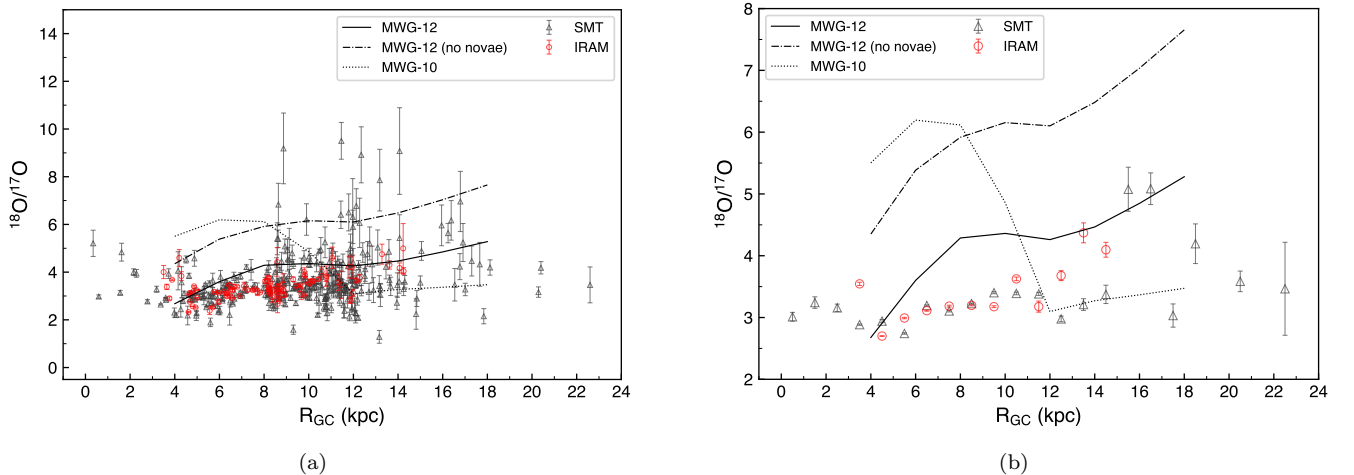 MWG-12
MWG-12 (no novae)
MWG-10
SMT
IRAM
14
12
10
8
6
4
2
0
¹⁸O/¹⁷O
0 2 4 6 8 10 12 14 16 18 20 22 24
R_GC (kpc)
(a)
MWG-12
MWG-12 (no novae)
MWG-10
SMT
IRAM
8
7
6
5
4
3
2
¹⁸O/¹⁷O
0 2 4 6 8 10 12 14 16 18 20 22 24
R_GC (kpc)
(b)